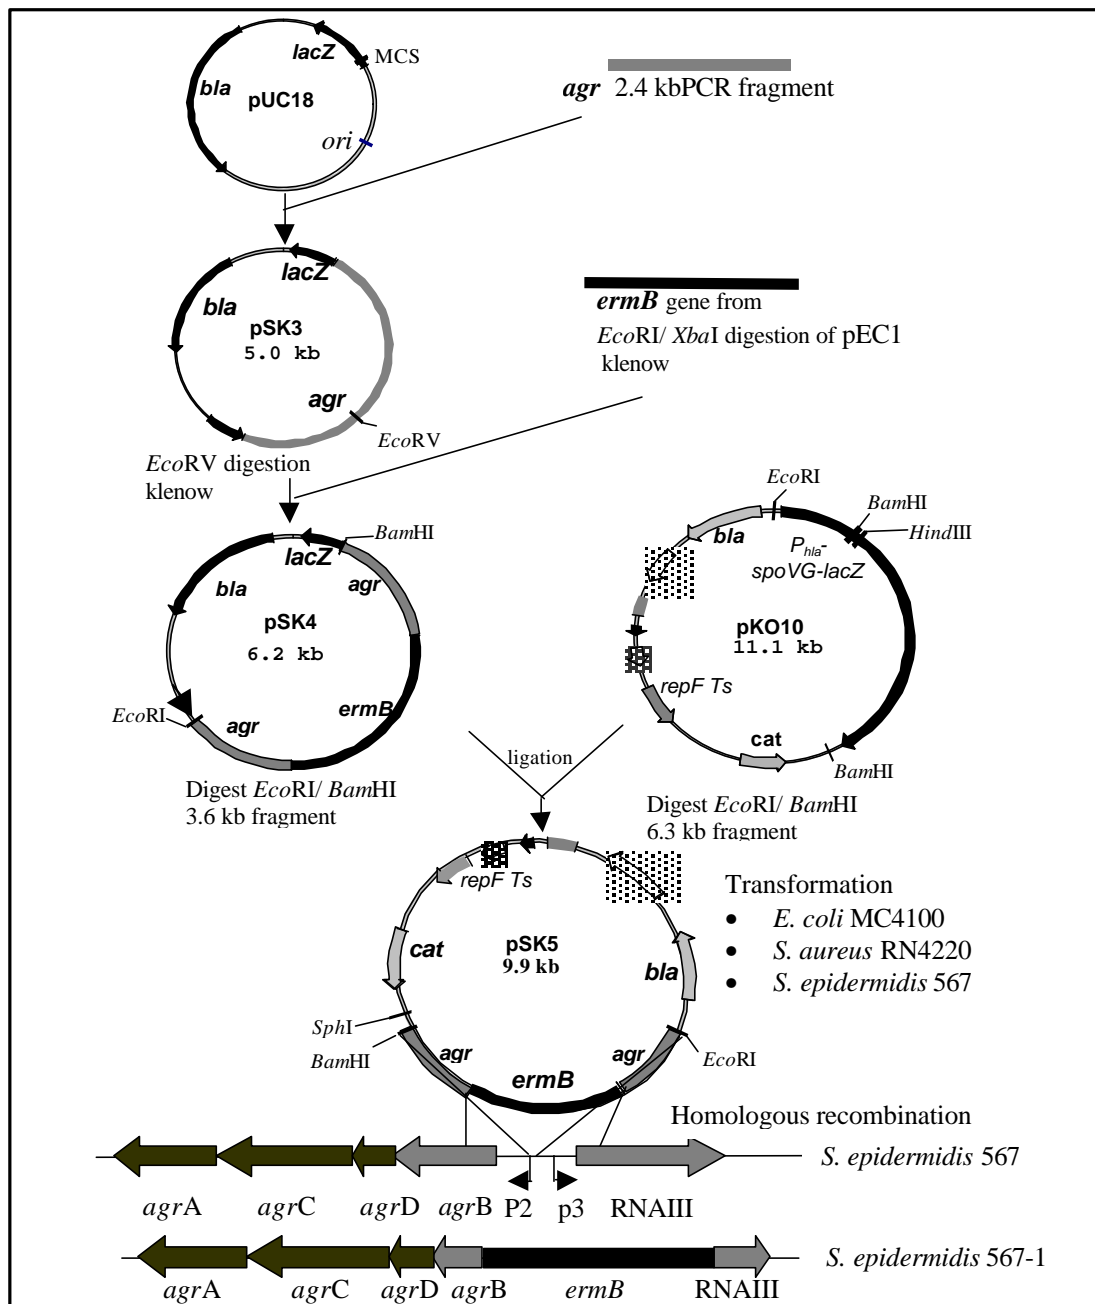 lacZ
MCS
bla
pUC18
ori
agr 2.4 kbPCR fragment
lacZ
bla
pSK3
5.0 kb
agr
EcoRV
EcoRV digestion
klenow
ermB gene from
EcoRI/ XbaI digestion of pEC1
klenow
BamHI
lacZ
agr
bla
pSK4
6.2 kb
EcoRI
agr
ermB
Digest EcoRI/ BamHI
3.6 kb fragment
EcoRI
BamHI
HindIII
bla
Phla-
spoVG-lacZ
pKO10
11.1 kb
repF Ts
cat
BamHI
Digest EcoRI/ BamHI
6.3 kb fragment
ligation
repF Ts
cat
pSK5
9.9 kb
bla
SphI
BamHI
agr
agr
EcoRI
ermB
Transformation
• E. coli MC4100
• S. aureus RN4220
• S. epidermidis 567
Homologous recombination
S. epidermidis 567
agrA agrC agrD agrB P2 p3 RNAIII
S. epidermidis 567-1
agrA agrC agrD agrB ermB RNAIII